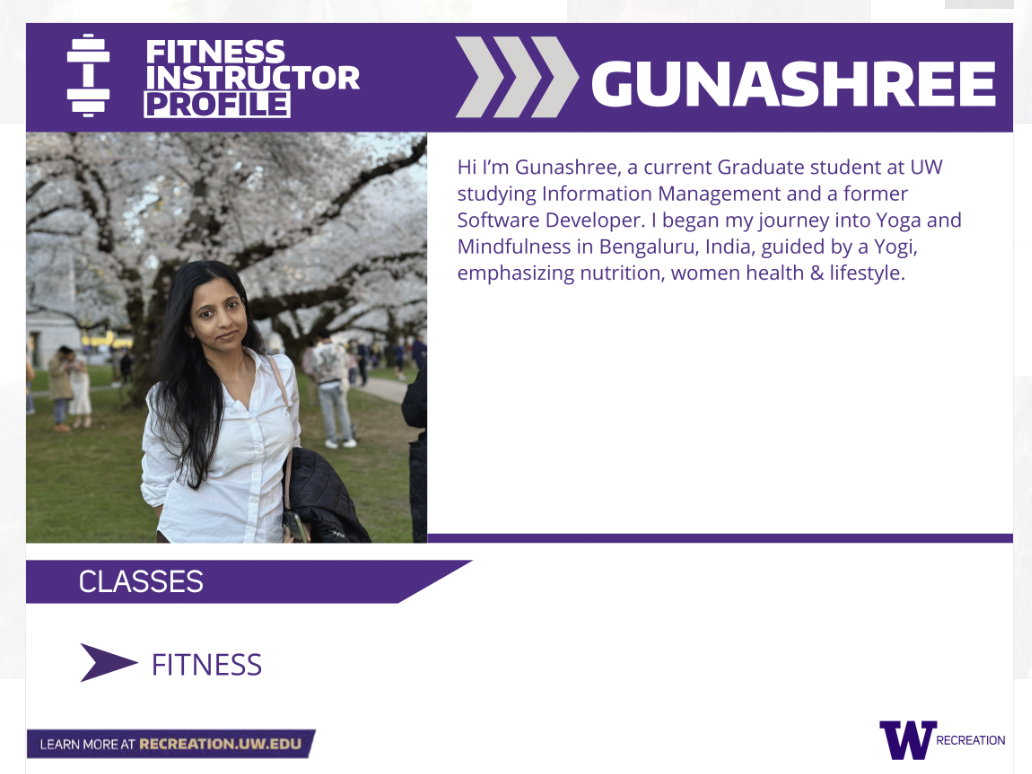 FITNESS
INSTRUCTOR
PROFILE
GUNASHREE
Hi I’m Gunashree, a current Graduate student at UW
studying Information Management and a former
Software Developer. I began my journey into Yoga and
Mindfulness in Bengaluru, India, guided by a Yogi,
emphasizing nutrition, women health & lifestyle.
CLASSES
FITNESS
LEARN MORE AT RECREATION.UW.EDU
W RECREATION